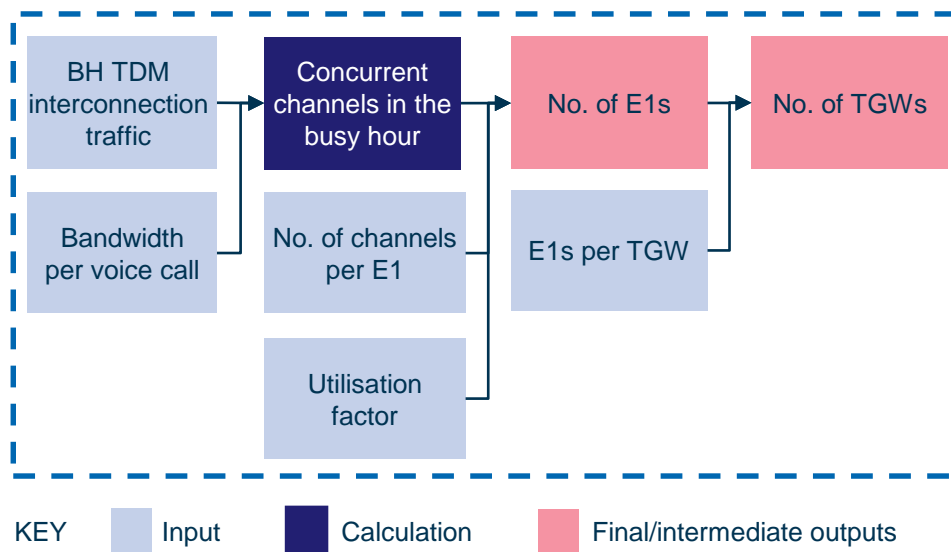 BH TDM
interconnection
traffic
Concurrent
channels in the
busy hour
No. of E1s
No. of TGWs
Bandwidth
per voice call
No. of channels
per E1
E1s per TGW
Utilisation
factor
KEY
Input
Calculation
Final/intermediate outputs